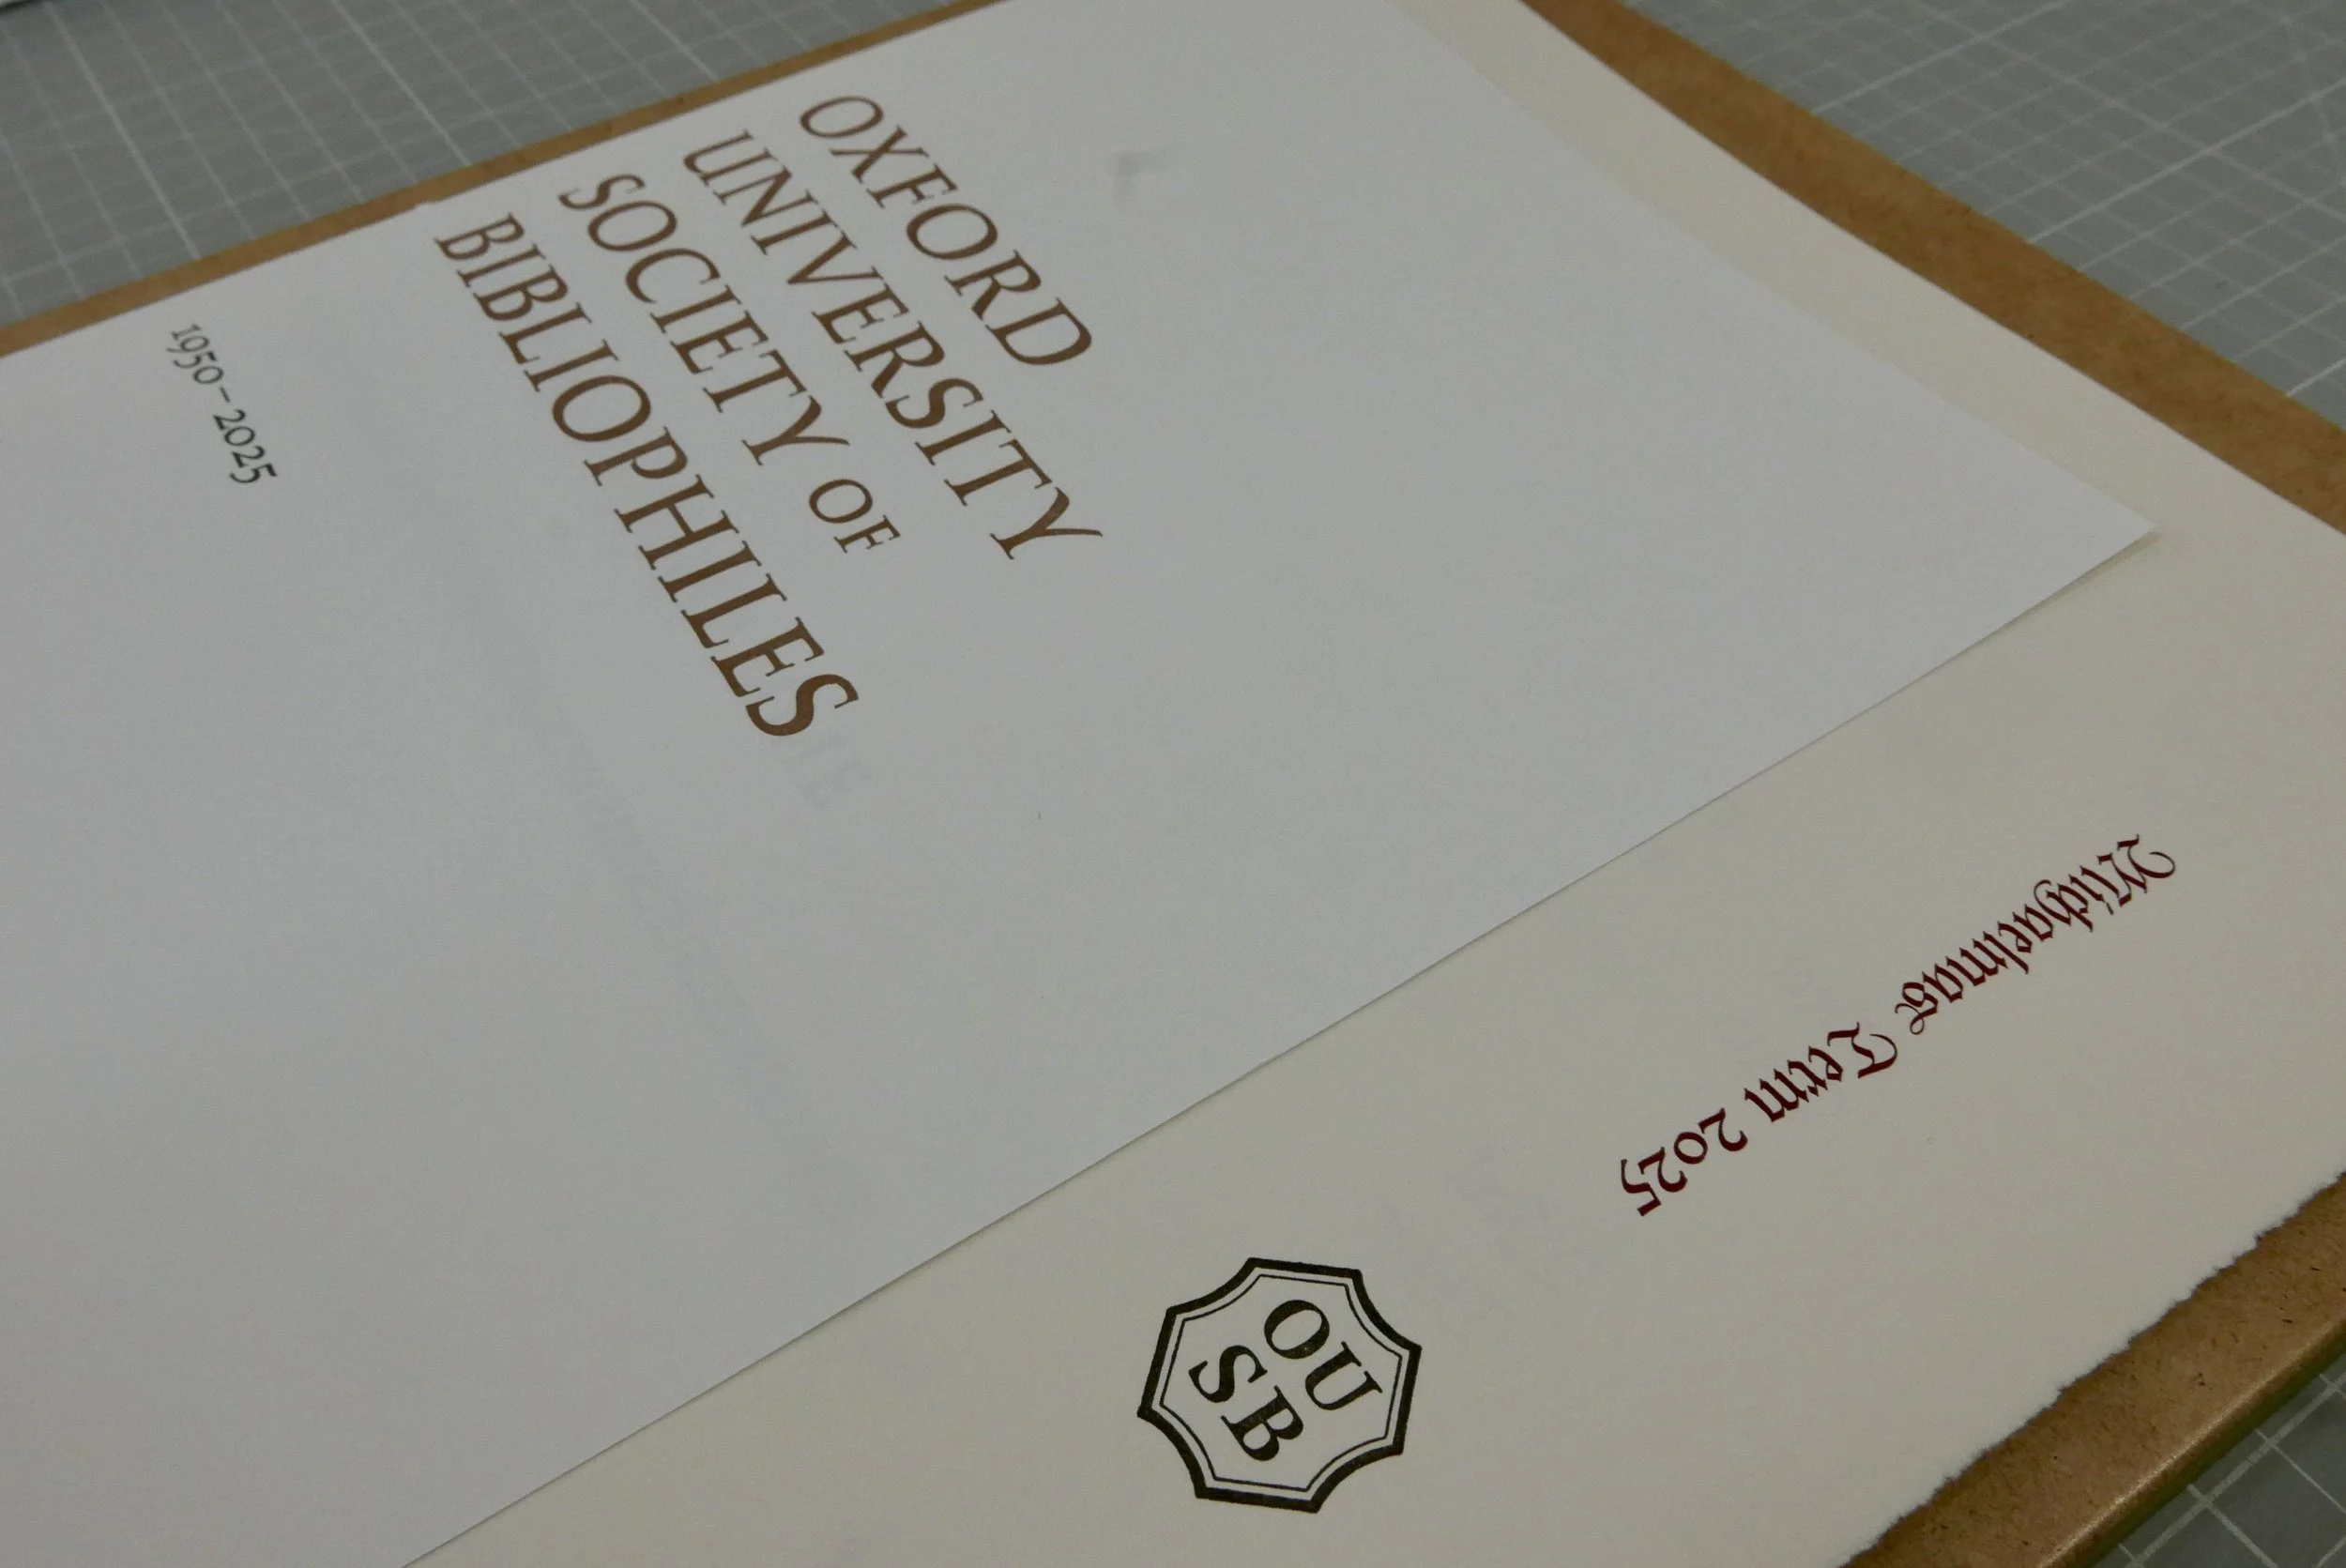 OXFORD
UNIVERSITY
SOCIETY OF
BIBLIOPHILES
1950–2025
Michaelmas Term 2025
OU
SB